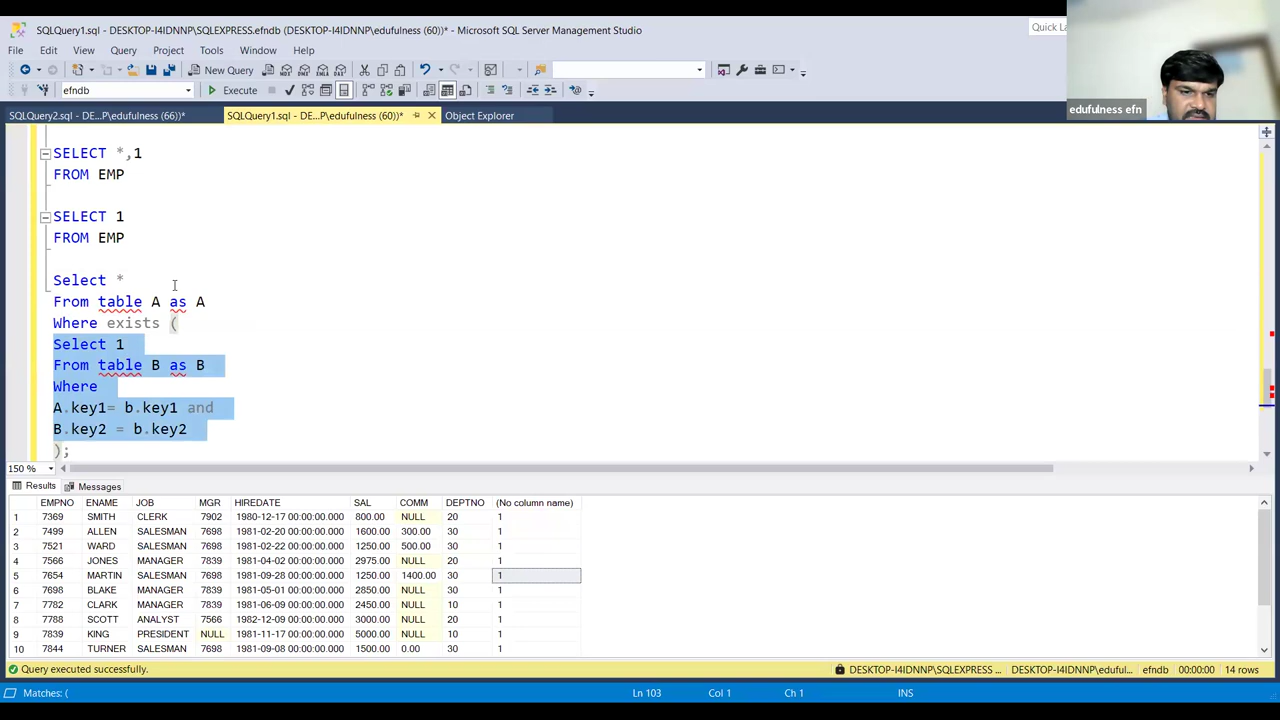 SQLQuery1.sql - DESKTOP-I4IDNNP\SQLEXPRESS.efndb (DESKTOP-I4IDNNP\edufulness (60))* - Microsoft SQL Server Management Studio
Quick La
File Edit View Query Project Tools Window Help
New Query
efndb Execute
SQLQuery2.sql - DE...P\edufulness (66))* SQLQuery1.sql - DE...P\edufulness (60))* Object Explorer
edufulness efn
SELECT *,1
FROM EMP
SELECT 1
FROM EMP
Select *
From table A as A
Where exists (
Select 1
From table B as B
Where
A.key1= b.key1 and
B.key2 = b.key2
);
150 %
Results Messages
EMPNO ENAME JOB MGR HIREDATE SAL COMM DEPTNO (No column name)
1 7369 SMITH CLERK 7902 1980-12-17 00:00:00.000 800.00 NULL 20 1
2 7499 ALLEN SALESMAN 7698 1981-02-20 00:00:00.000 1600.00 300.00 30 1
3 7521 WARD SALESMAN 7698 1981-02-22 00:00:00.000 1250.00 500.00 30 1
4 7566 JONES MANAGER 7839 1981-04-02 00:00:00.000 2975.00 NULL 20 1
5 7654 MARTIN SALESMAN 7698 1981-09-28 00:00:00.000 1250.00 1400.00 30 1
6 7698 BLAKE MANAGER 7839 1981-05-01 00:00:00.000 2850.00 NULL 30 1
7 7782 CLARK MANAGER 7839 1981-06-09 00:00:00.000 2450.00 NULL 10 1
8 7788 SCOTT ANALYST 7566 1982-12-09 00:00:00.000 3000.00 NULL 20 1
9 7839 KING PRESIDENT NULL 1981-11-17 00:00:00.000 5000.00 NULL 10 1
10 7844 TURNER SALESMAN 7698 1981-09-08 00:00:00.000 1500.00 0.00 30 1
Query executed successfully. DESKTOP-I4IDNNP\SQLEXPRESS ... DESKTOP-I4IDNNP\eduful... efndb 00:00:00 14 rows
Matches: ( Ln 103 Col 1 Ch 1 INS